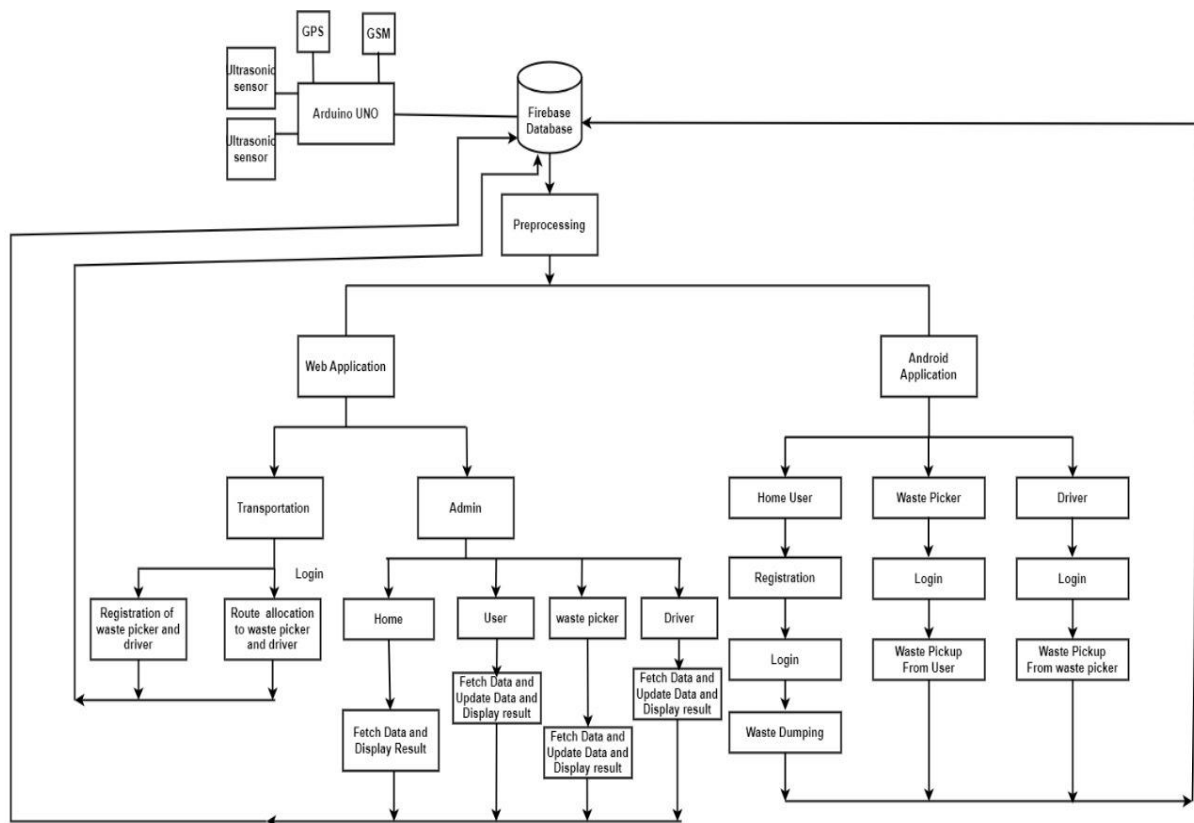 GPS
GSM
Ultrasonic
sensor
Arduino UNO
Ultrasonic
sensor
Firebase
Database
Preprocessing
Web Application
Android
Application
Transportation
Admin
Home User
Waste Picker
Driver
Login
Registration of
waste picker and
driver
Route allocation
to waste picker
and driver
Home
User
waste picker
Driver
Registration
Login
Login
Fetch Data and
Display Result
Fetch Data and
Update Data and
Display result
Fetch Data and
Update Data and
Display result
Fetch Data and
Update Data and
Display result
Login
Waste Pickup
From User
Waste Pickup
From waste picker
Waste Dumping